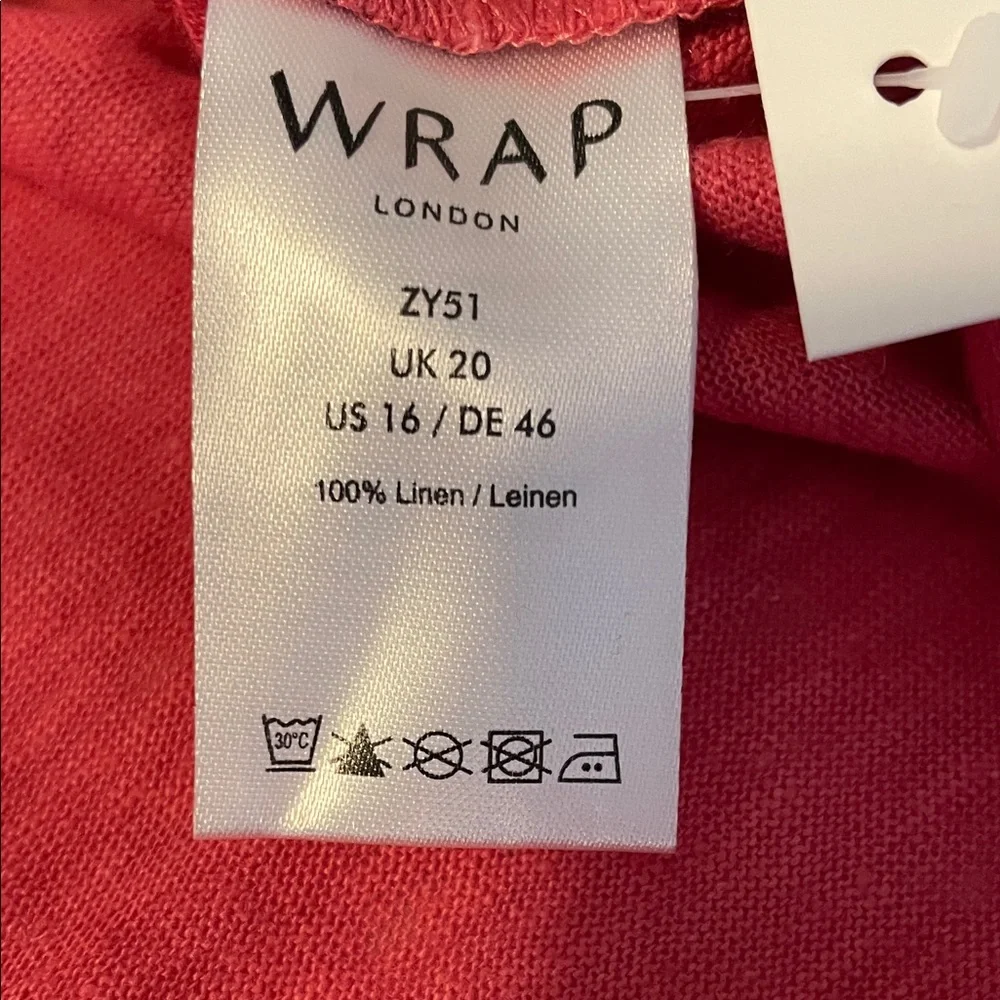 WRAP
LONDON
ZY51
UK 20
US 16 / DE 46
100% Linen / Leinen
30°C